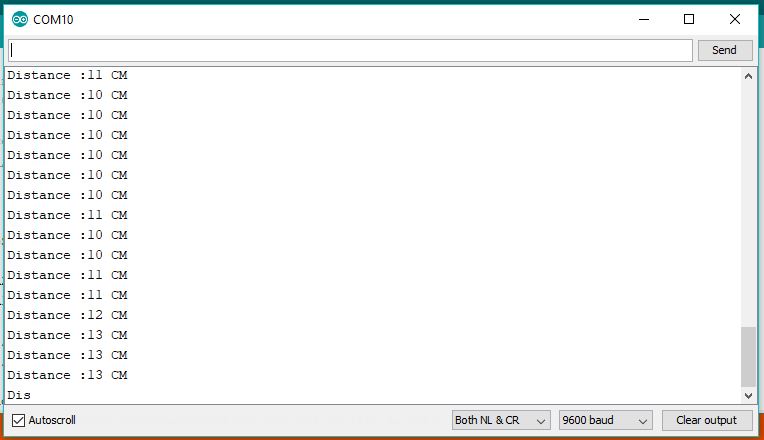 COM10
Send
Distance :11 CM
Distance :10 CM
Distance :10 CM
Distance :10 CM
Distance :10 CM
Distance :10 CM
Distance :10 CM
Distance :11 CM
Distance :10 CM
Distance :10 CM
Distance :11 CM
Distance :11 CM
Distance :12 CM
Distance :13 CM
Distance :13 CM
Distance :13 CM
Dis
Autoscroll
Both NL & CR
9600 baud
Clear output